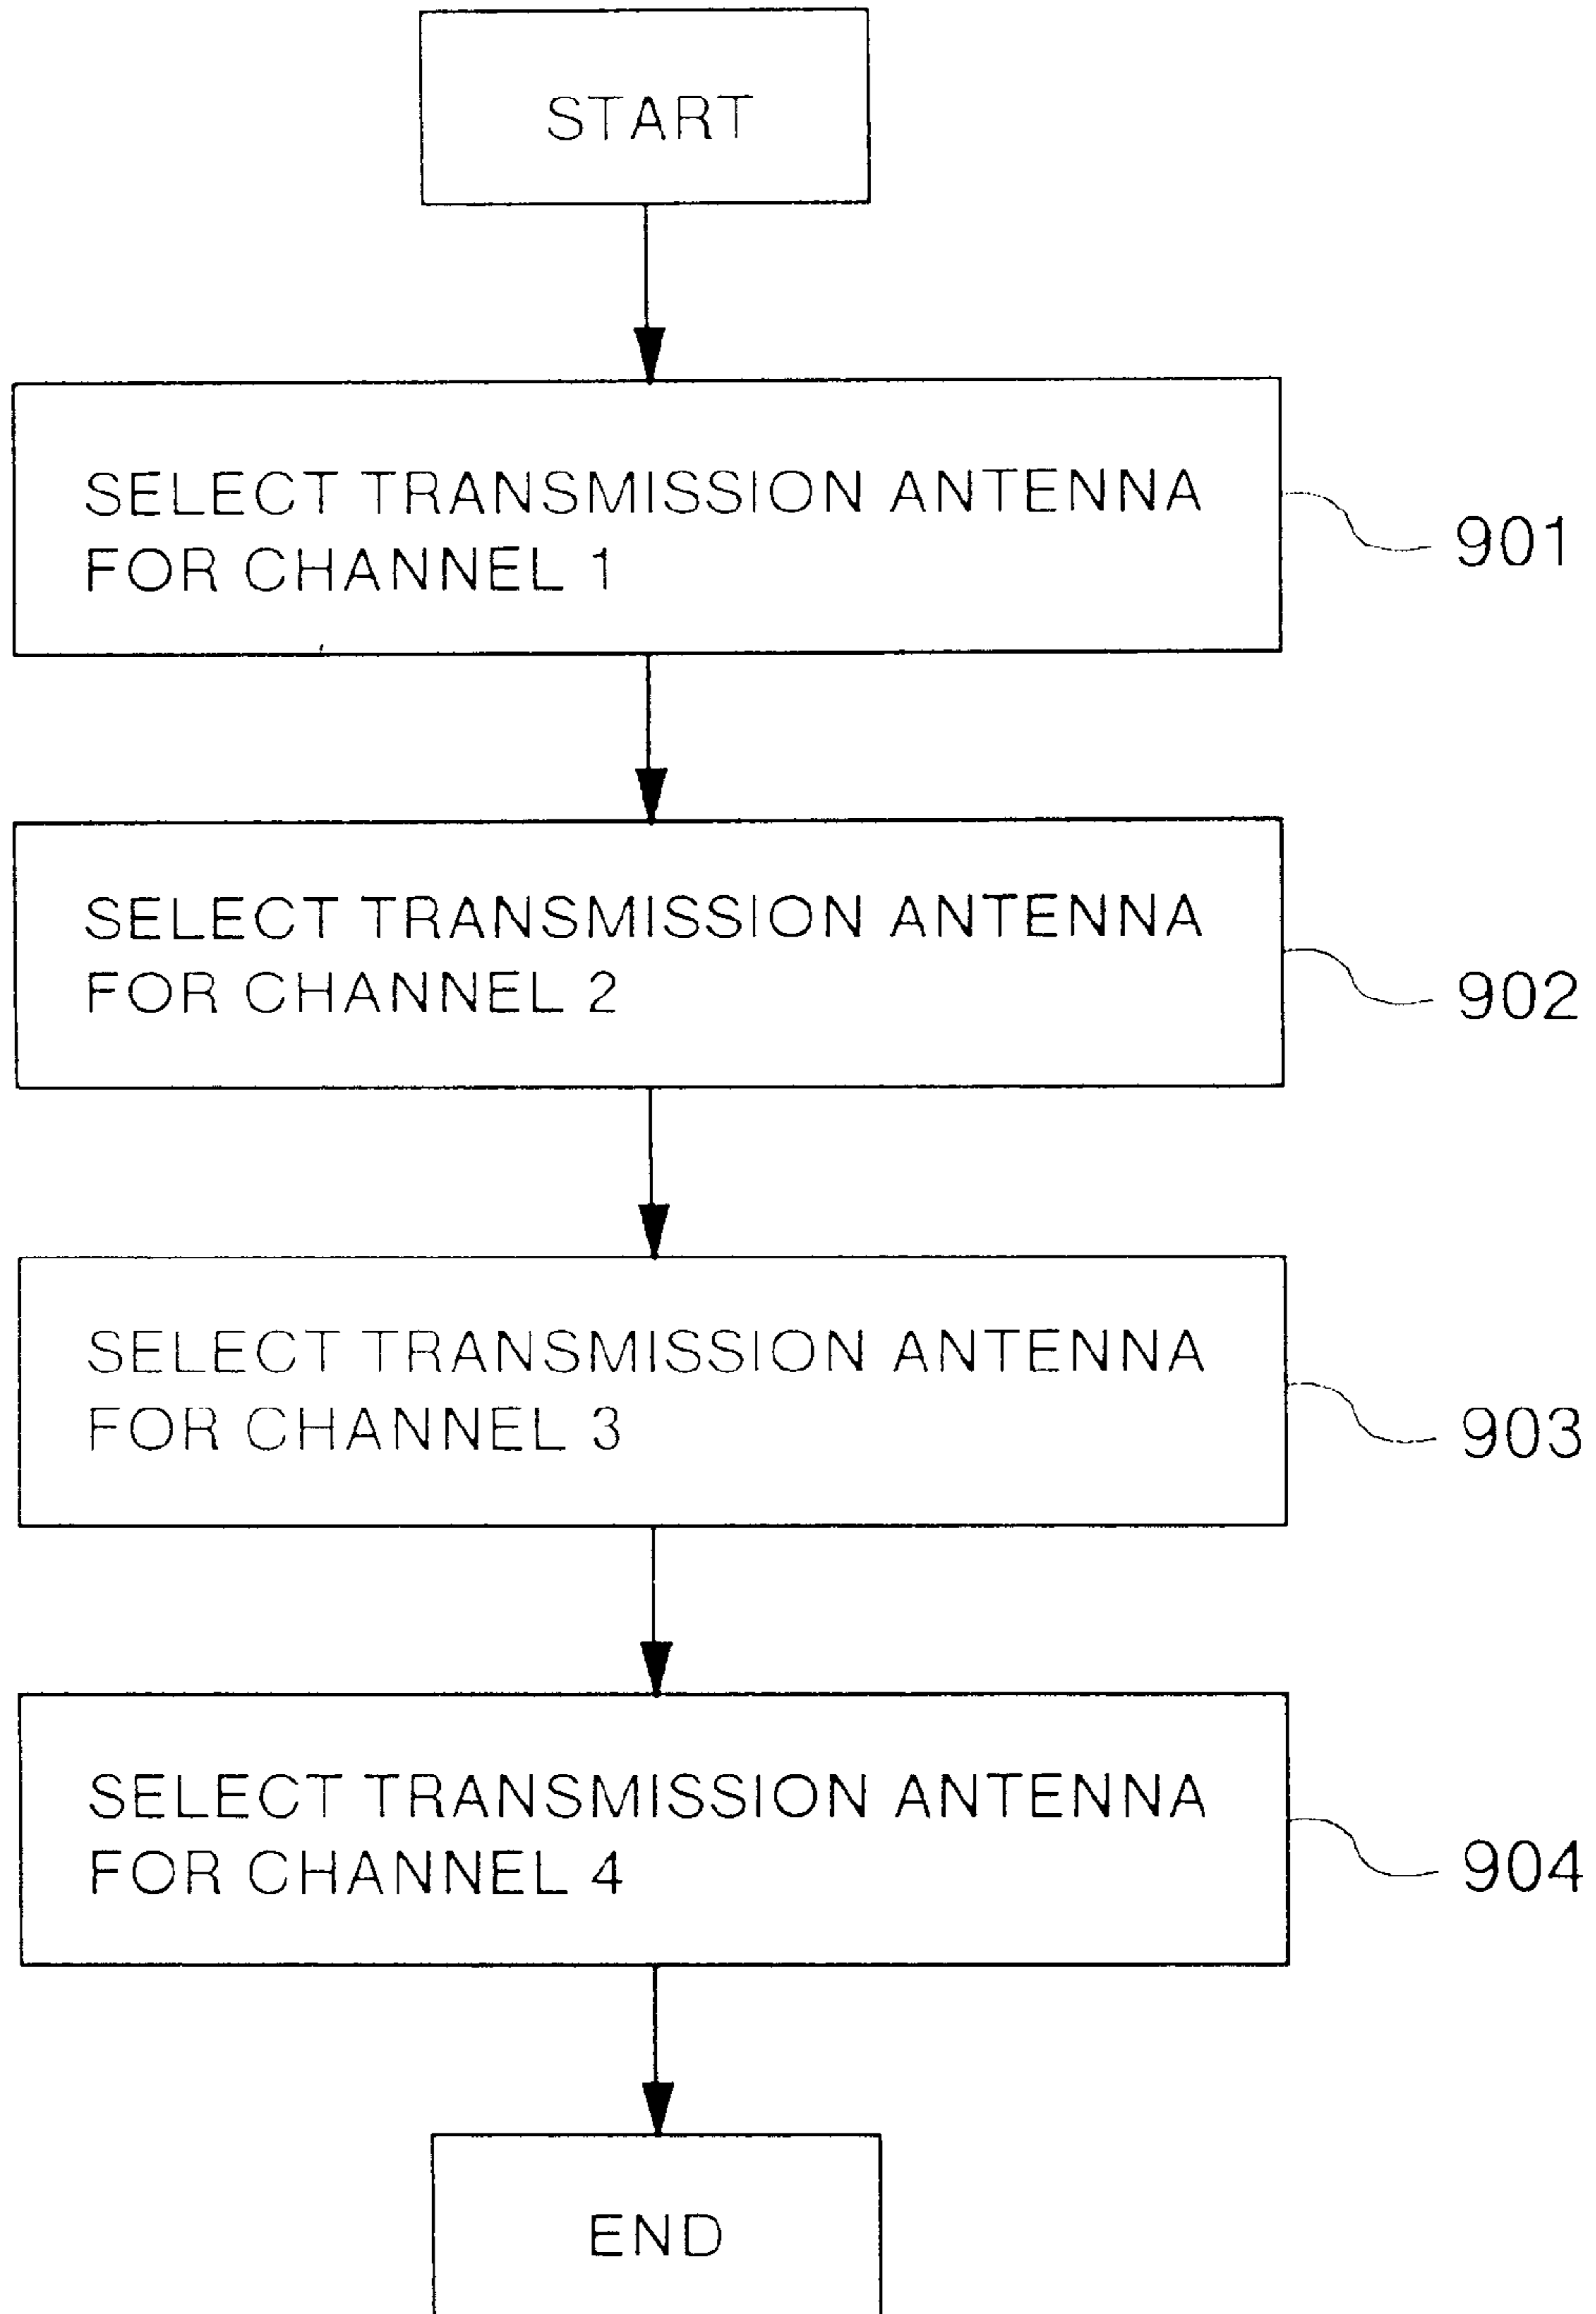 START
SELECT TRANSMISSION ANTENNA
FOR CHANNEL 1
901
SELECT TRANSMISSION ANTENNA
FOR CHANNEL 2
902
SELECT TRANSMISSION ANTENNA
FOR CHANNEL 3
903
SELECT TRANSMISSION ANTENNA
FOR CHANNEL 4
904
END